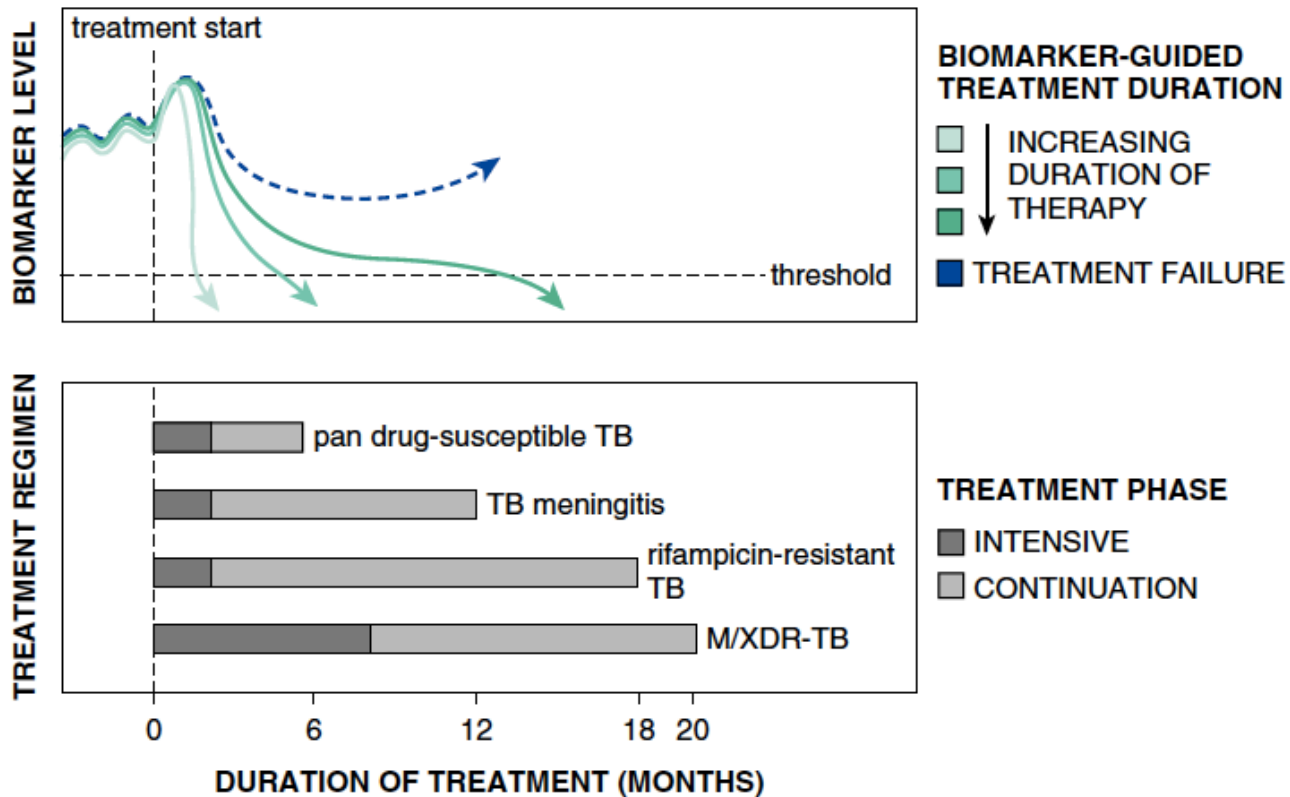 BIOMARKER LEVEL
treatment start
threshold
BIOMARKER-GUIDED
TREATMENT DURATION
INCREASING
DURATION OF
THERAPY
TREATMENT FAILURE
TREATMENT REGIMEN
pan drug-susceptible TB
TB meningitis
rifampicin-resistant
TB
M/XDR-TB
TREATMENT PHASE
INTENSIVE
CONTINUATION
0 6 12 18 20
DURATION OF TREATMENT (MONTHS)